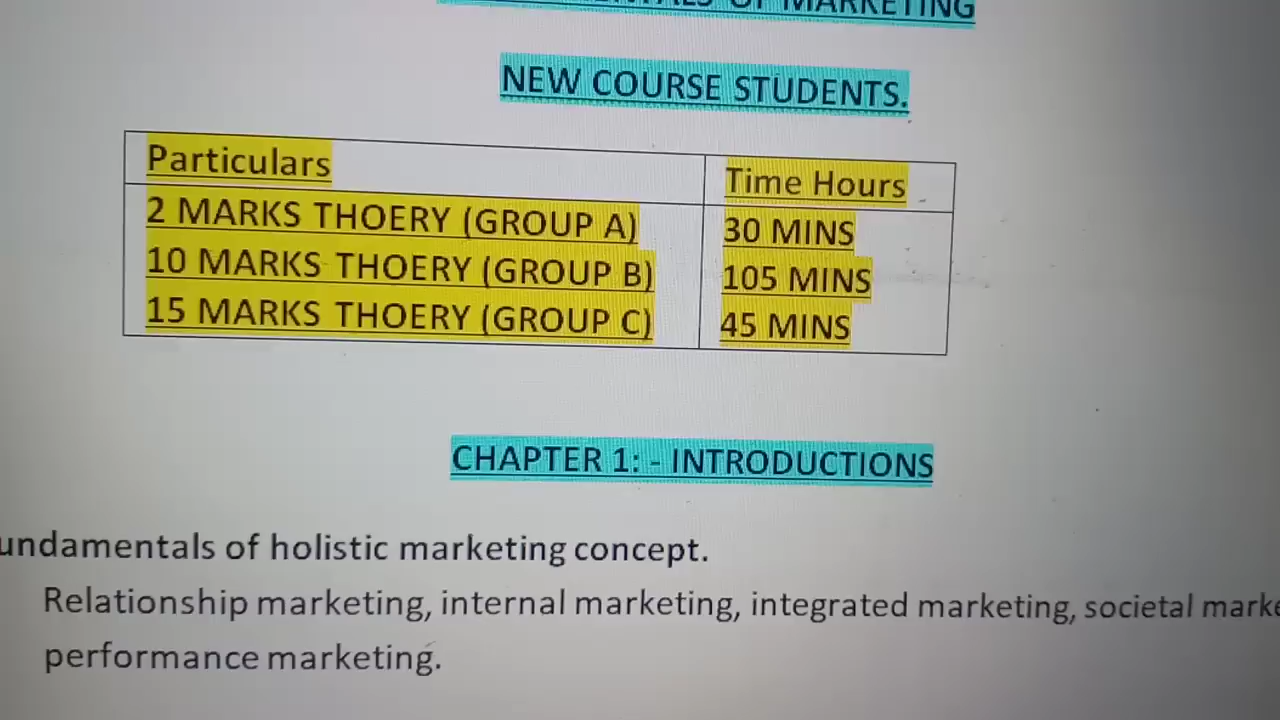 OF MARKETING
NEW COURSE STUDENTS.
Particulars Time Hours
2 MARKS THOERY (GROUP A) 30 MINS
10 MARKS THOERY (GROUP B) 105 MINS
15 MARKS THOERY (GROUP C) 45 MINS
CHAPTER 1: - INTRODUCTIONS
undamentals of holistic marketing concept.
Relationship marketing, internal marketing, integrated marketing, societal marke
performance marketing.